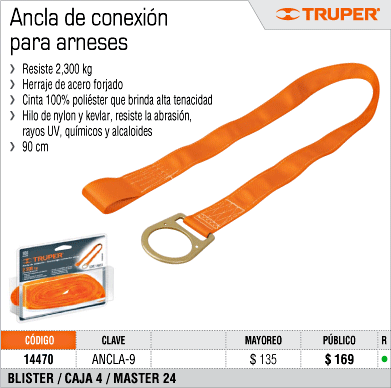 Ancla de conexión
para arneses
TRUPER®
❯ Resiste 2,300 kg
❯ Herraje de acero forjado
❯ Cinta 100% poliéster que brinda alta tenacidad
❯ Hilo de nylon y kevlar, resiste la abrasión,
rayos UV, químicos y alcaloides
❯ 90 cm
TRUPER
CÓDIGO CLAVE MAYOREO PÚBLICO R
14470 ANCLA-9 $ 135 $ 169
BLISTER / CAJA 4 / MASTER 24